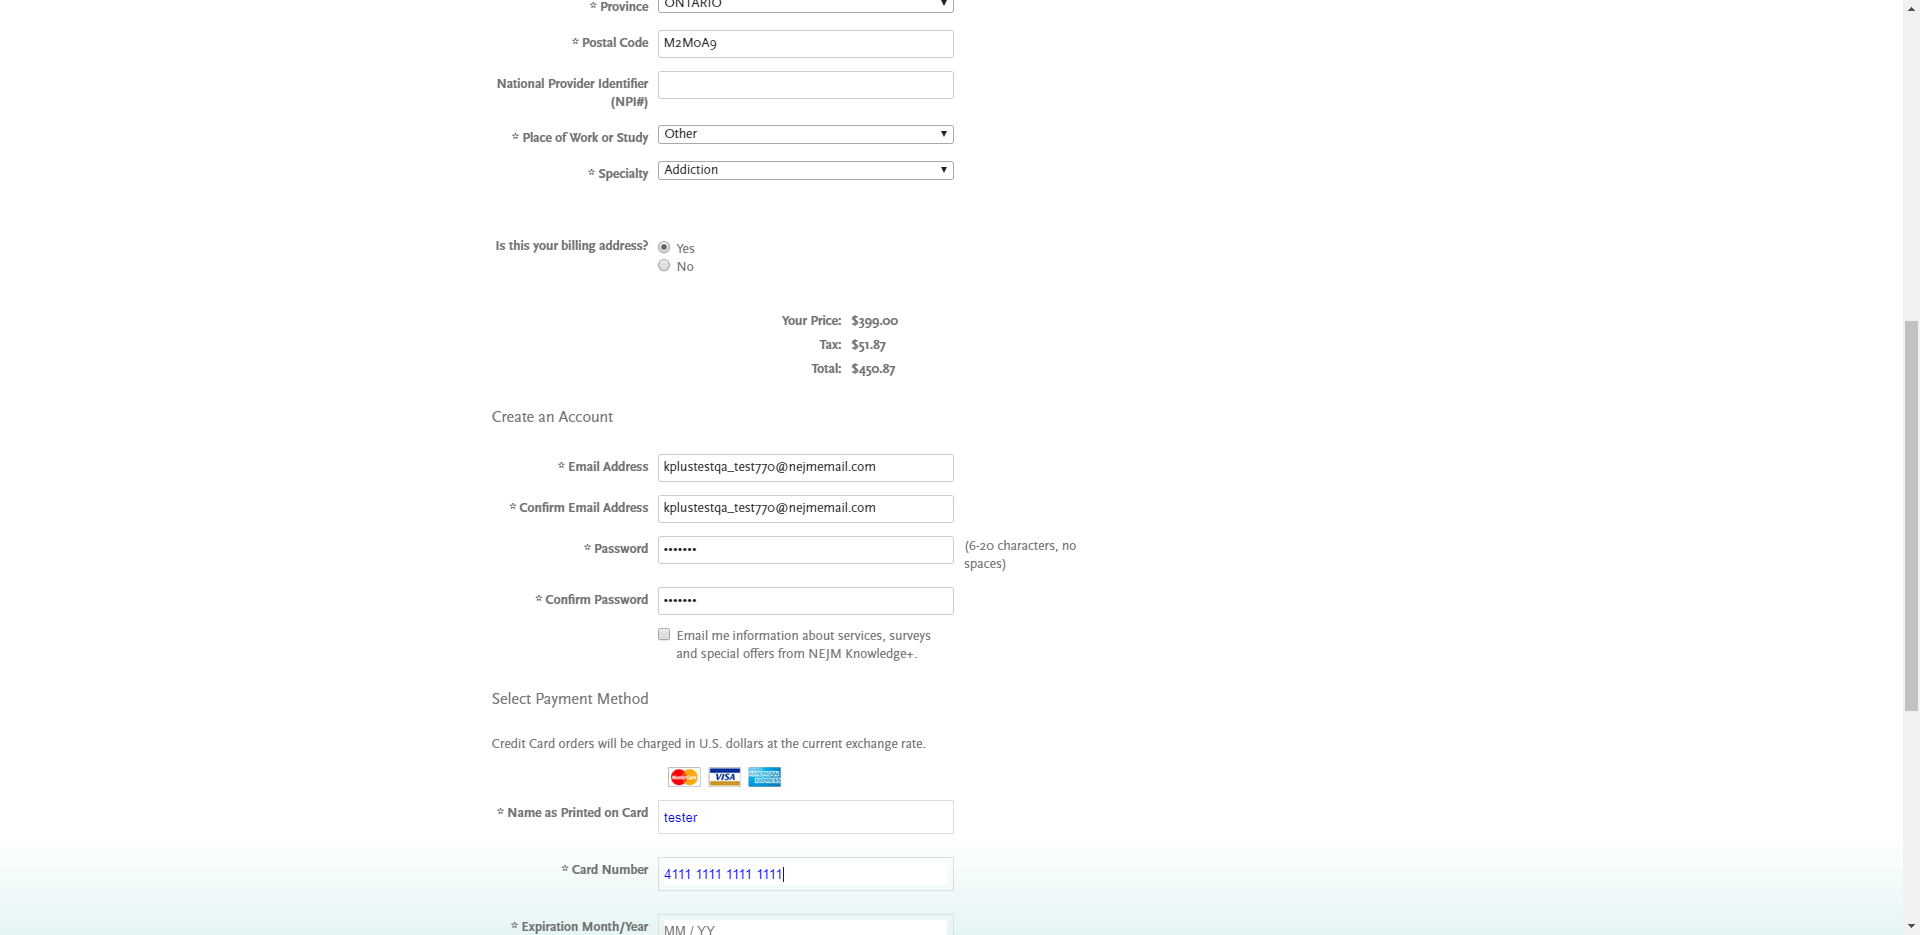 * Province ONTARIO
* Postal Code M2M0A9
National Provider Identifier
(NPI#)
* Place of Work or Study Other
* Specialty Addiction
Is this your billing address? Yes
No
Your Price: $399.00
Tax: $51.87
Total: $450.87
Create an Account
* Email Address kplustestqa_test770@nejmemail.com
* Confirm Email Address kplustestqa_test770@nejmemail.com
* Password ••••••• (6-20 characters, no
spaces)
* Confirm Password •••••••
Email me information about services, surveys
and special offers from NEJM Knowledge+.
Select Payment Method
Credit Card orders will be charged in U.S. dollars at the current exchange rate.
MasterCard VISA AMERICAN EXPRESS
* Name as Printed on Card tester
* Card Number 4111 1111 1111 1111
* Expiration Month/Year MM / YY